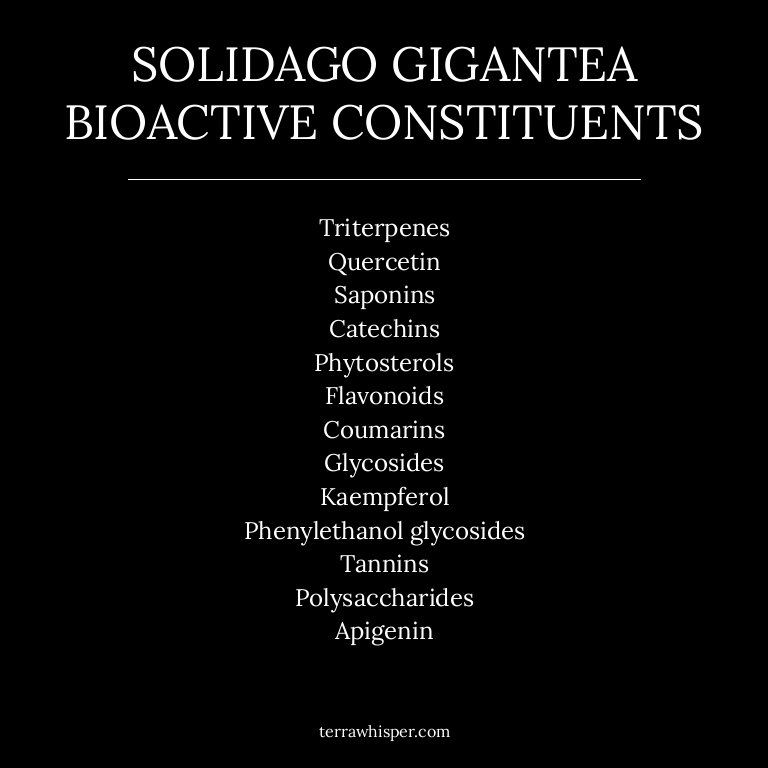 SOLIDAGO GIGANTEA
BIOACTIVE CONSTITUENTS
Triterpenes
Quercetin
Saponins
Catechins
Phytosterols
Flavonoids
Coumarins
Glycosides
Kaempferol
Phenylethanol glycosides
Tannins
Polysaccharides
Apigenin
terrawhisper.com